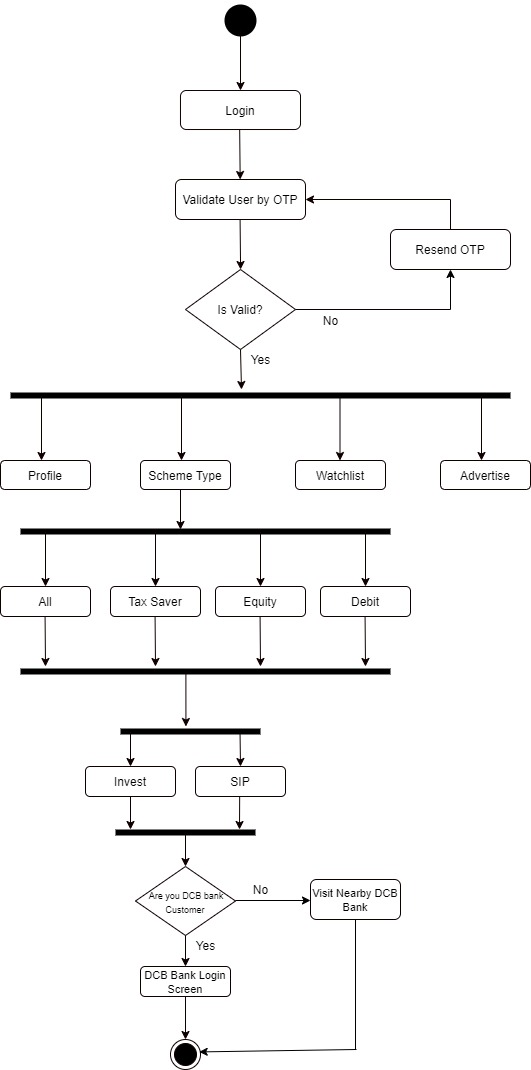 Login
Validate User by OTP
Resend OTP
Is Valid?
No
Yes
Profile
Scheme Type
Watchlist
Advertise
All
Tax Saver
Equity
Debit
Invest
SIP
Are you DCB bank
Customer
No
Visit Nearby DCB
Bank
Yes
DCB Bank Login
Screen